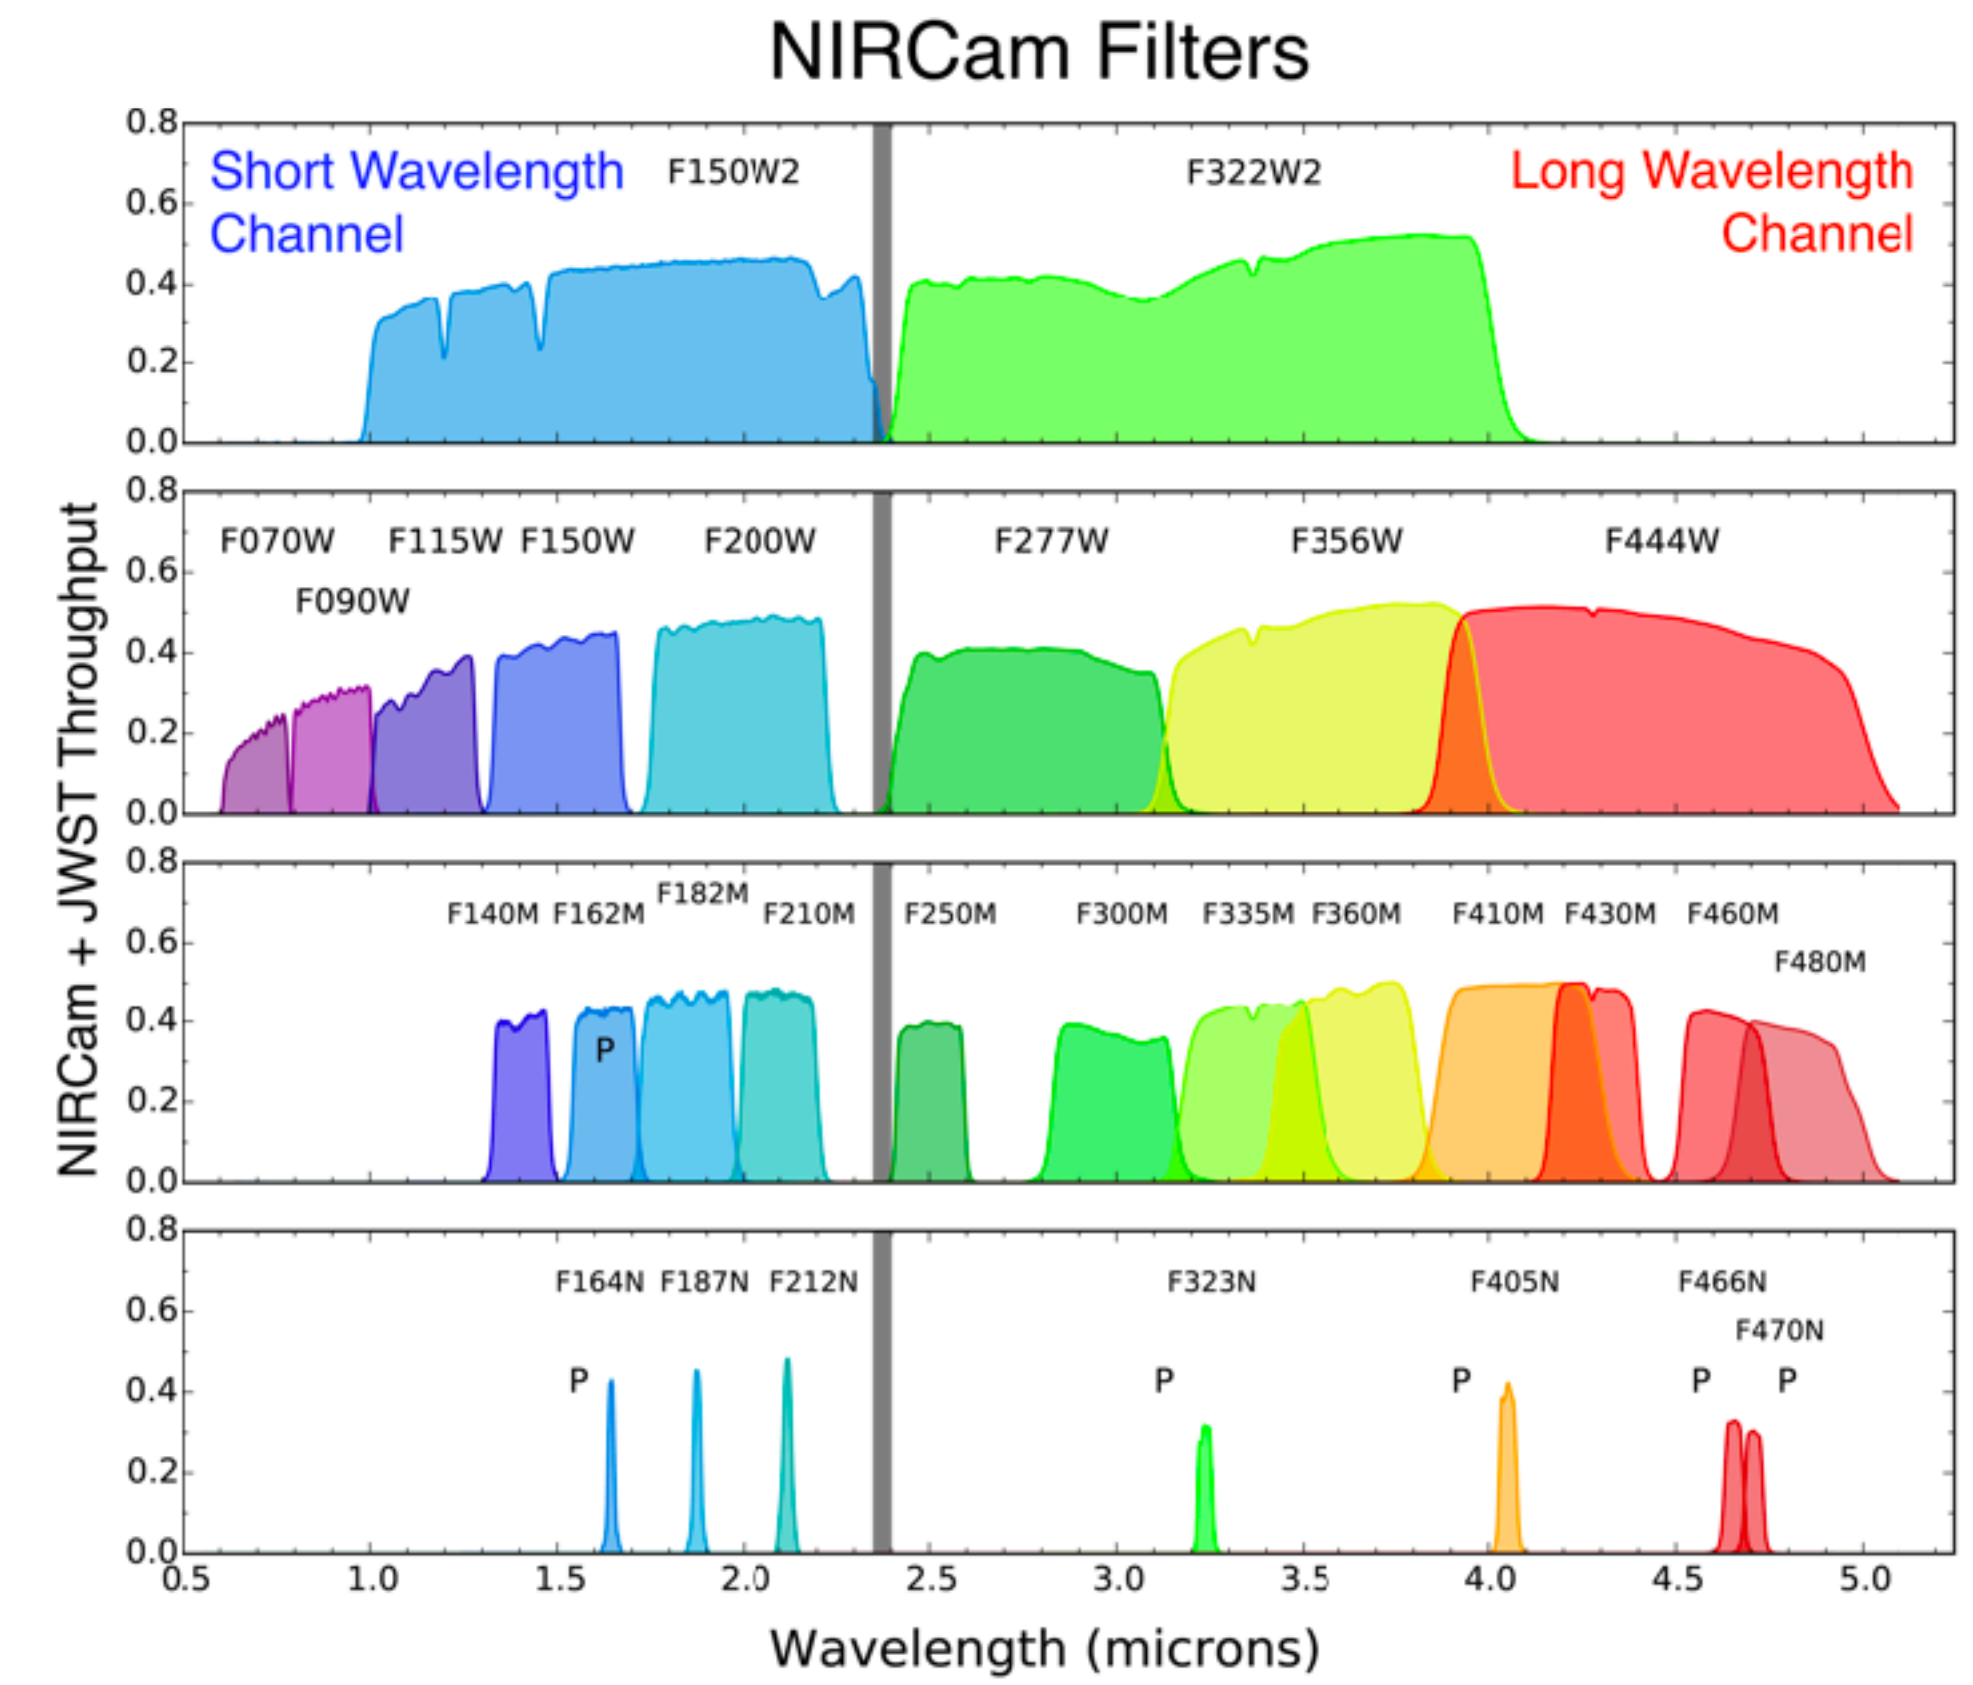 NIRCam Filters
0.8
0.6
0.4
0.2
0.0
Short Wavelength
Channel
F150W2
F322W2
Long Wavelength
Channel
NIRCam + JWST Throughput
0.8
0.6
0.4
0.2
0.0
F070W F115W F150W F200W F277W F356W F444W
F090W
0.8
0.6
0.4
0.2
0.0
F182M
F140M F162M F210M F250M F300M F335M F360M F410M F430M F460M
F480M
P
0.8
0.6
0.4
0.2
0.0
F164N F187N F212N F323N F405N F466N
F470N
P P P P P
0.5 1.0 1.5 2.0 2.5 3.0 3.5 4.0 4.5 5.0
Wavelength (microns)